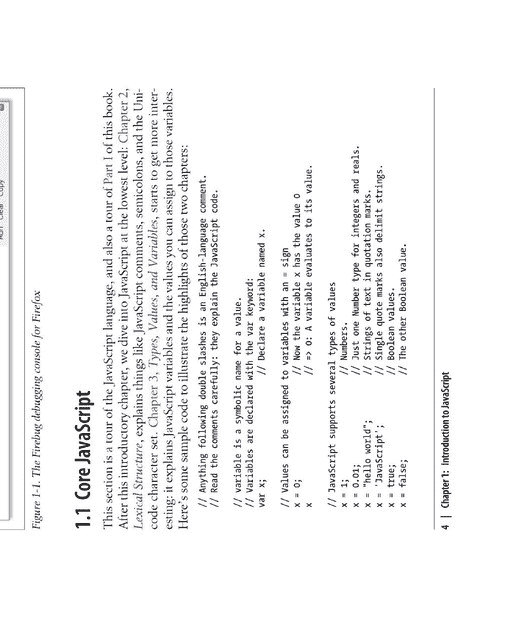 Run Clear Copy
Figure 1-1. The Firebug debugging console for Firefox
1.1 Core JavaScript
This section is a tour of the JavaScript language, and also a tour of Part I of this book.
After this introductory chapter, we dive into JavaScript at the lowest level: Chapter 2,
Lexical Structure, explains things like JavaScript comments, semicolons, and the Uni-
code character set. Chapter 3, Types, Values, and Variables, starts to get more inter-
esting: it explains JavaScript variables and the values you can assign to those variables.
Here's some sample code to illustrate the highlights of those two chapters:
// Anything following double slashes is an English-language comment.
// Read the comments carefully: they explain the JavaScript code.
// variable is a symbolic name for a value.
// Variables are declared with the var keyword:
var x; // Declare a variable named x.
// Values can be assigned to variables with an = sign
x = 0; // Now the variable x has the value 0
x // => 0: A variable evaluates to its value.
// JavaScript supports several types of values
x = 1; // Numbers.
x = 0.01; // Just one Number type for integers and reals.
x = "hello world"; // Strings of text in quotation marks.
x = 'JavaScript'; // Single quote marks also delimit strings.
x = true; // Boolean values.
x = false; // The other Boolean value.
4 | Chapter 1: Introduction to JavaScript